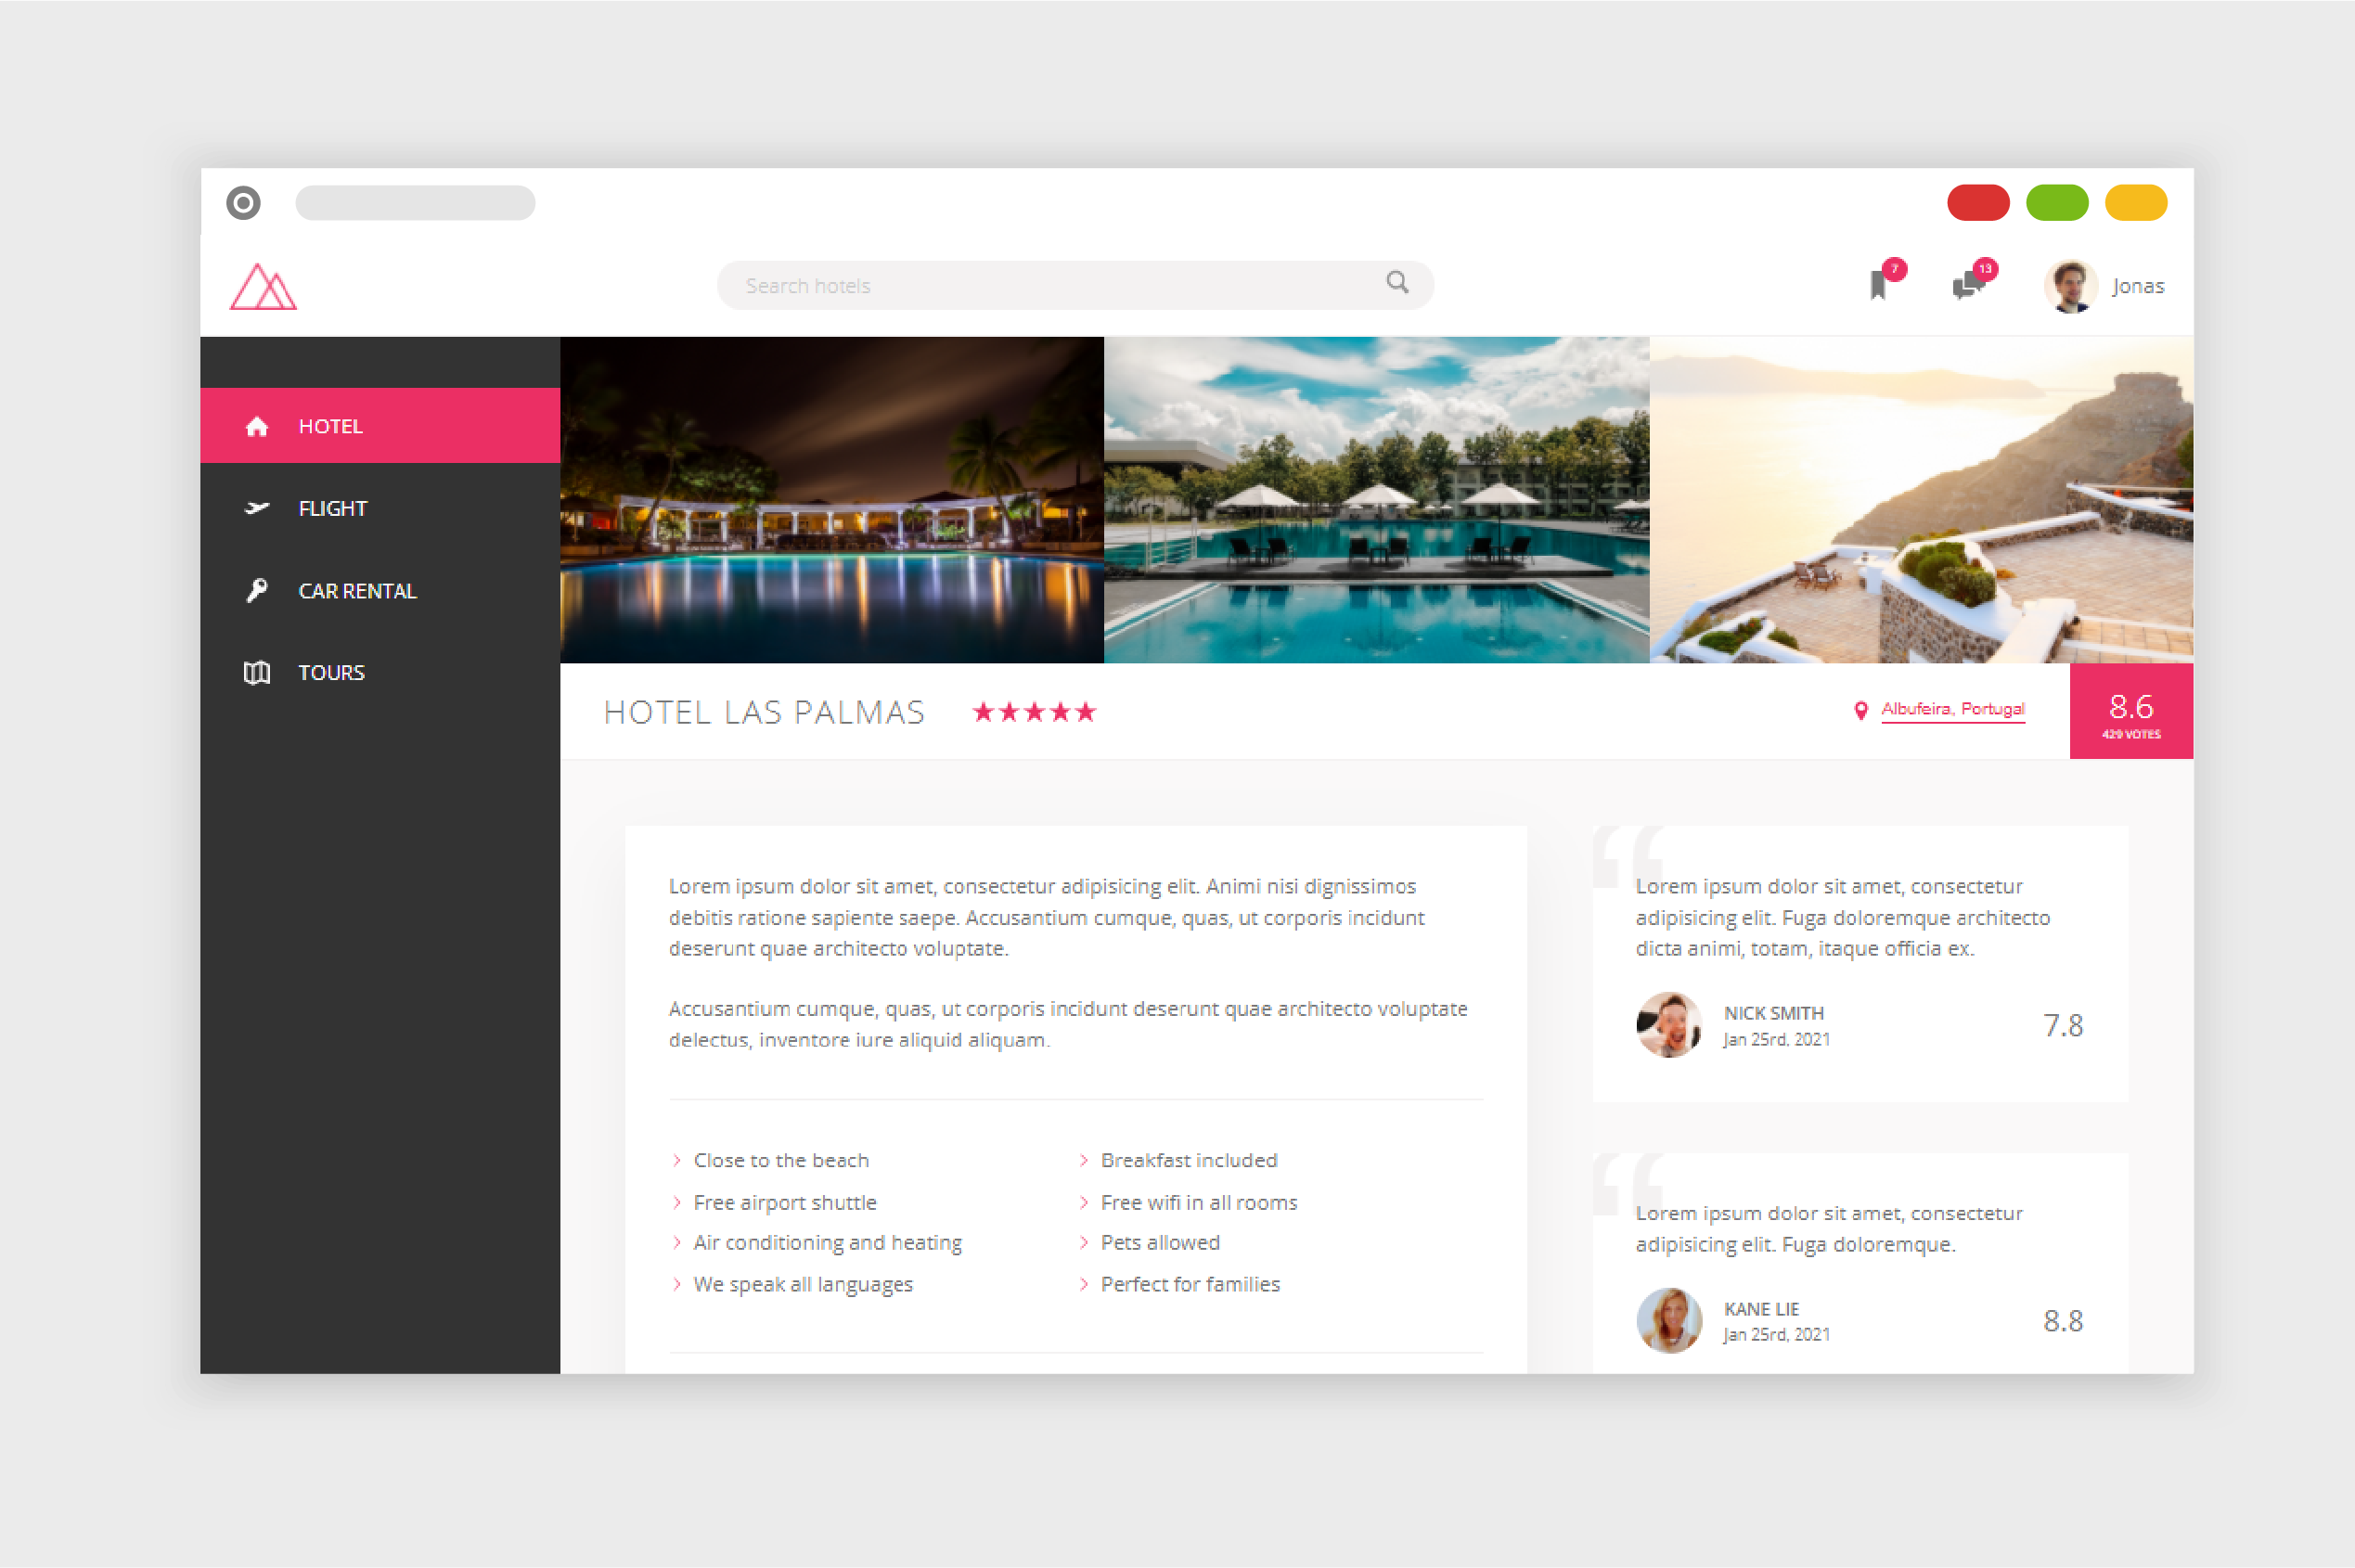 Search hotels
7
13
Jonas
HOTEL
FLIGHT
CAR RENTAL
TOURS
HOTEL LAS PALMAS
Albufeira, Portugal
8.6
429 VOTES
Lorem ipsum dolor sit amet, consectetur adipisicing elit. Animi nisi dignissimos
debitis ratione sapiente saepe. Accusantium cumque, quas, ut corporis incidunt
deserunt quae architecto voluptate.
Accusantium cumque, quas, ut corporis incidunt deserunt quae architecto voluptate
delectus, inventore iure aliquid aliquam.
Close to the beach
Free airport shuttle
Air conditioning and heating
We speak all languages
Breakfast included
Free wifi in all rooms
Pets allowed
Perfect for families
Lorem ipsum dolor sit amet, consectetur
adipisicing elit. Fuga doloremque architecto
dicta animi, totam, itaque officia ex.
NICK SMITH
Jan 25rd, 2021
7.8
Lorem ipsum dolor sit amet, consectetur
adipisicing elit. Fuga doloremque.
KANE LIE
Jan 25rd, 2021
8.8